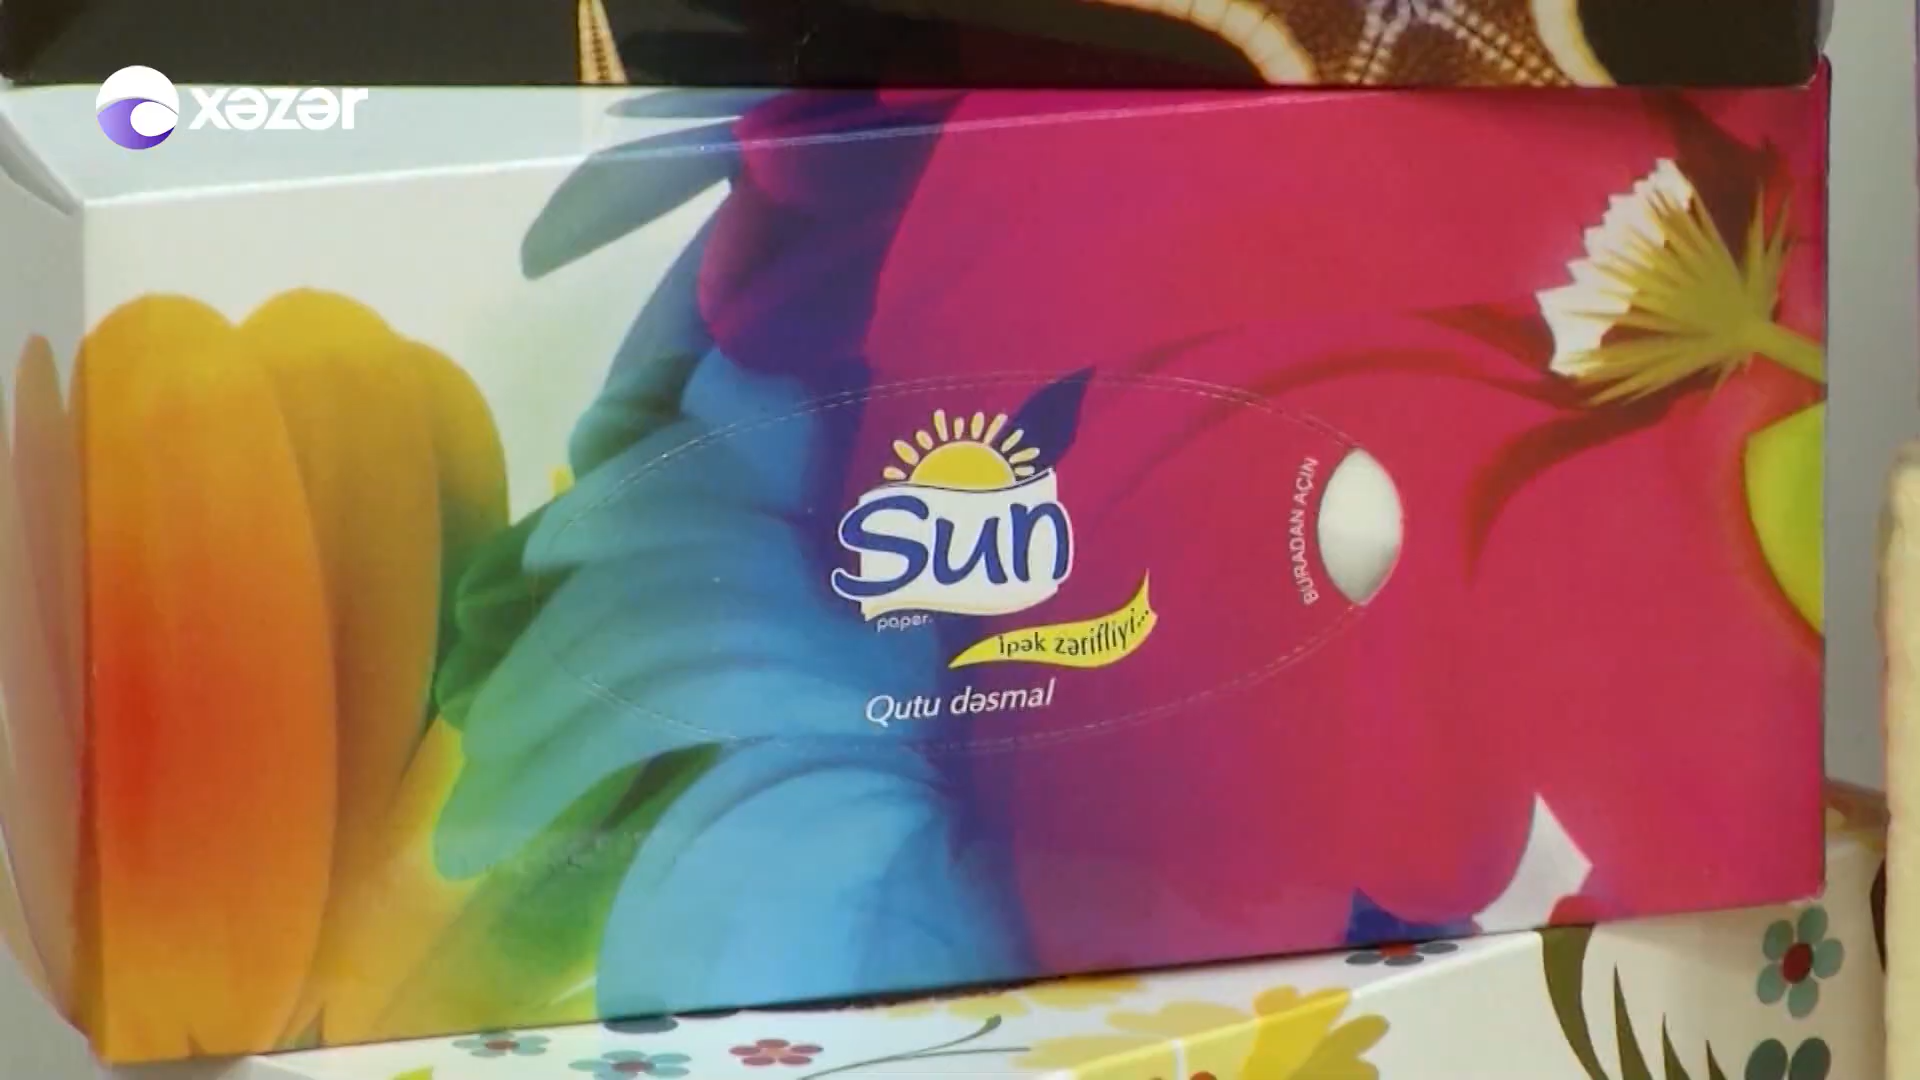 xəzər
Sun
paper.
İpək zərifliyi...
Qutu dəsmal
BURADAN AÇIN